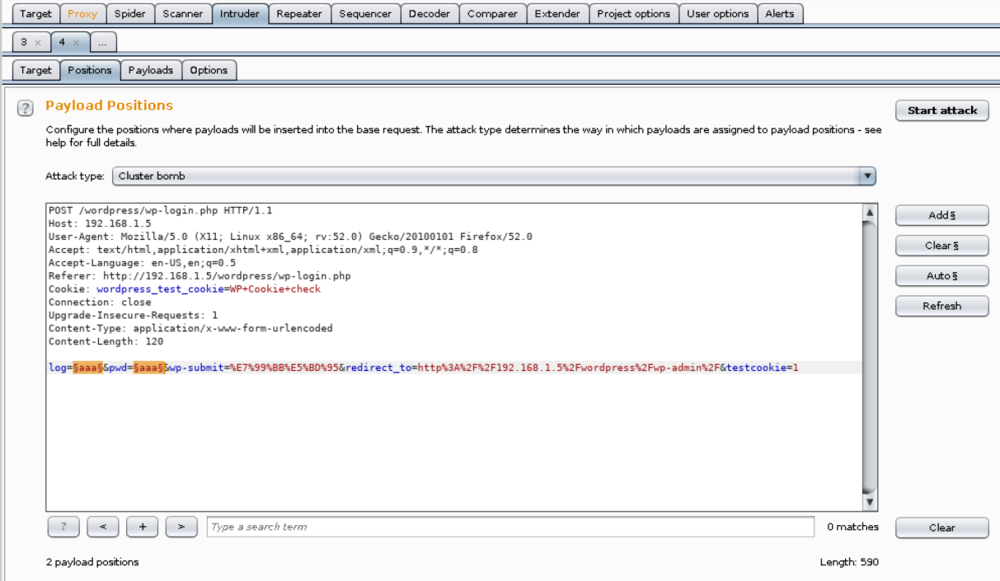 Target Proxy Spider Scanner Intruder Repeater Sequencer Decoder Comparer Extender Project options User options Alerts
3 × 4 × ...
Target Positions Payloads Options
? Payload Positions
Start attack
Configure the positions where payloads will be inserted into the base request. The attack type determines the way in which payloads are assigned to payload positions - see
help for full details.
Attack type: Cluster bomb
POST /wordpress/wp-login.php HTTP/1.1
Host: 192.168.1.5
User-Agent: Mozilla/5.0 (X11; Linux x86_64; rv:52.0) Gecko/20100101 Firefox/52.0
Accept: text/html,application/xhtml+xml,application/xml;q=0.9,*/*;q=0.8
Accept-Language: en-US,en;q=0.5
Referer: http://192.168.1.5/wordpress/wp-login.php
Cookie: wordpress_test_cookie=WP+Cookie+check
Connection: close
Upgrade-Insecure-Requests: 1
Content-Type: application/x-www-form-urlencoded
Content-Length: 120
log=§aaa§&pwd=§aaa§&wp-submit=%E7%99%BB%E5%BD%95&redirect_to=http%3A%2F%2F192.168.1.5%2Fwordpress%2Fwp-admin%2F&testcookie=1
Add §
Clear §
Auto §
Refresh
? < + > Type a search term 0 matches Clear
2 payload positions Length: 590